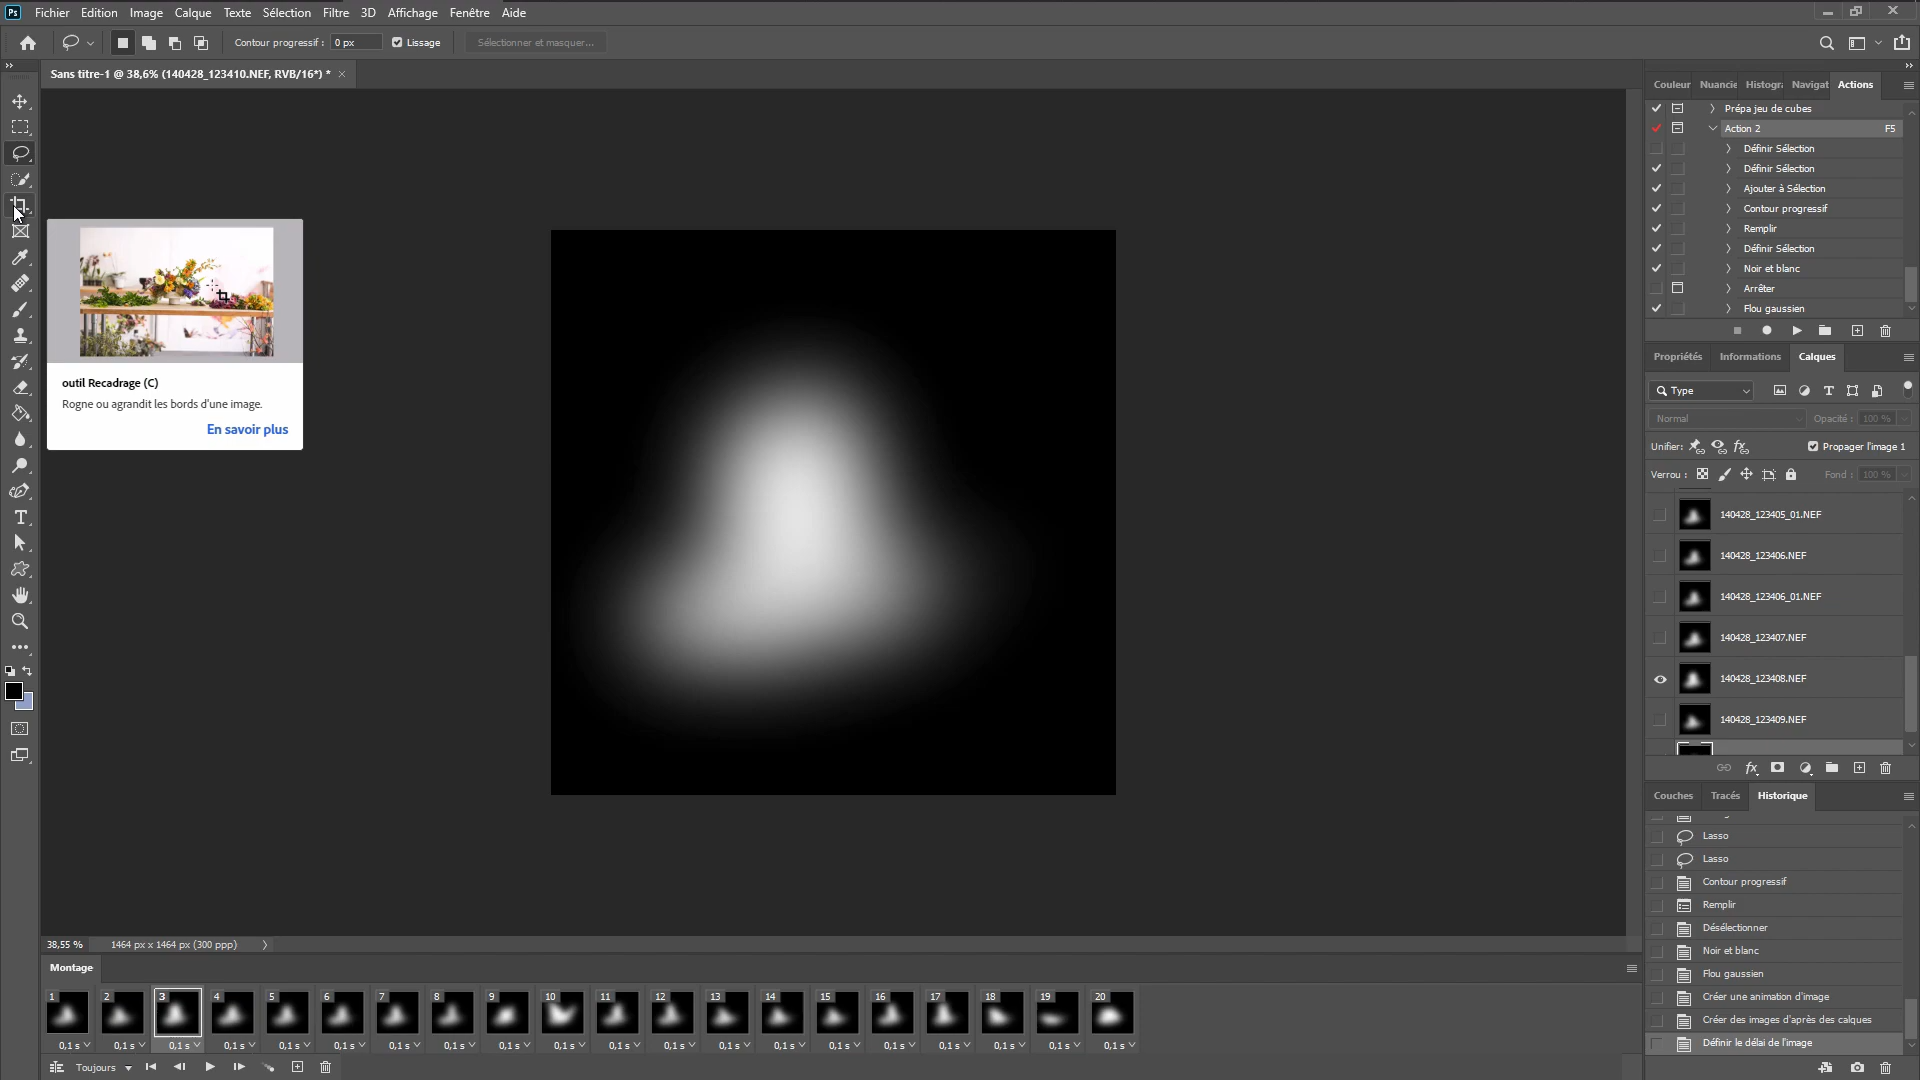 Ps Fichier Edition Image Calque Texte Sélection Filtre 3D Affichage Fenêtre Aide
Contour progressif : 0 px Lissage Sélectionner et masquer...
Sans titre-1 @ 38,6% (140428_123410.NEF, RVB/16*) *
Couleur Nuancie Histogra Navigat Actions
Prépa jeu de cubes
Action 2 F5
Définir Sélection
Définir Sélection
Ajouter à Sélection
Contour progressif
Remplir
Définir Sélection
Noir et blanc
Arrêter
Flou gaussien
outil Recadrage (C)
Rogne ou agrandit les bords d'une image.
En savoir plus
Propriétés Informations Calques
Type
Normal Opacité : 100 %
Unifier : Propager l'image 1
Verrou : Fond : 100 %
140428_123405_01.NEF
140428_123406.NEF
140428_123406_01.NEF
140428_123407.NEF
140428_123408.NEF
140428_123409.NEF
Couches Tracés Historique
Lasso
Lasso
Contour progressif
Remplir
Désélectionner
Noir et blanc
Flou gaussien
Créer une animation d'image
Créer des images d'après des calques
Définir le délai de l'image
38,55 % 1464 px x 1464 px (300 ppp)
Montage
1 2 3 4 5 6 7 8 9 10 11 12 13 14 15 16 17 18 19 20
0,1 s 0,1 s 0,1 s 0,1 s 0,1 s 0,1 s 0,1 s 0,1 s 0,1 s 0,1 s 0,1 s 0,1 s 0,1 s 0,1 s 0,1 s 0,1 s 0,1 s 0,1 s 0,1 s 0,1 s
Toujours